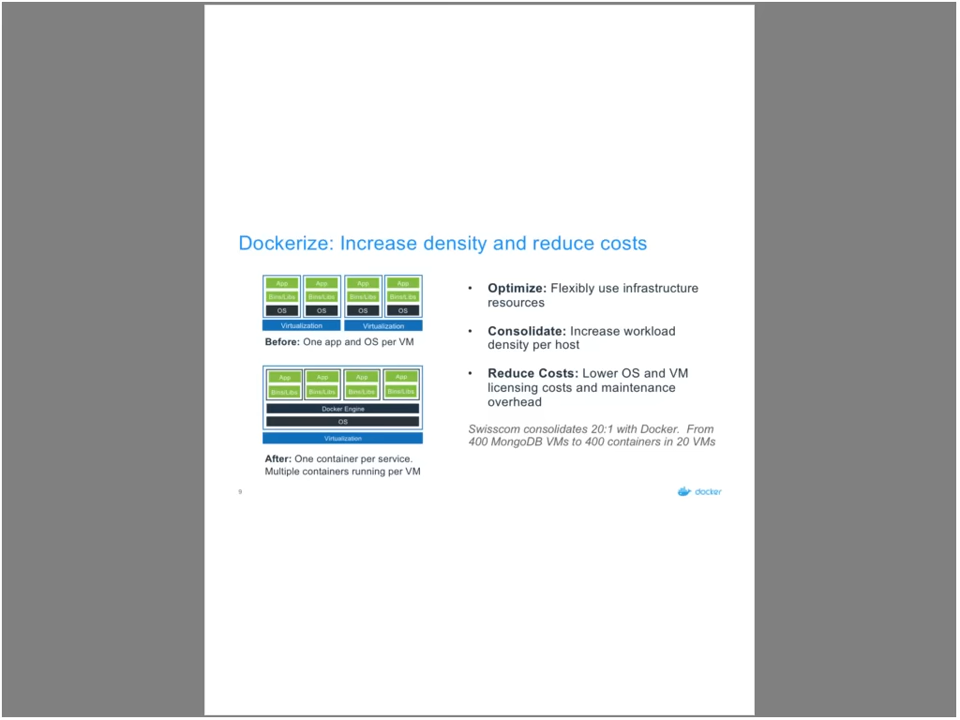 Dockerize: Increase density and reduce costs
App App App App
Bins/Libs Bins/Libs Bins/Libs Bins/Libs
OS OS OS OS
Virtualization Virtualization
Before: One app and OS per VM
App App App App
Bins/Libs Bins/Libs Bins/Libs Bins/Libs
Docker Engine
OS
Virtualization
After: One container per service.
Multiple containers running per VM
• Optimize: Flexibly use infrastructure
resources
• Consolidate: Increase workload
density per host
• Reduce Costs: Lower OS and VM
licensing costs and maintenance
overhead
Swisscom consolidates 20:1 with Docker. From
400 MongoDB VMs to 400 containers in 20 VMs
9
docker